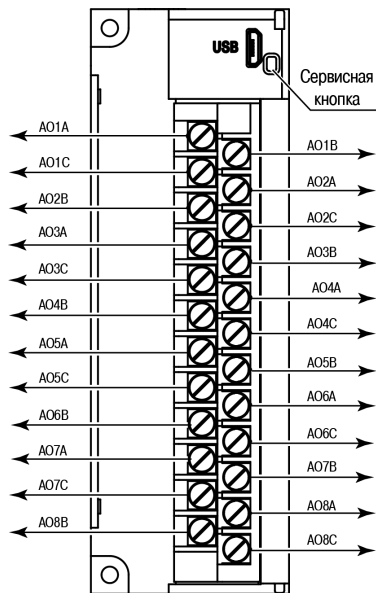 USB
Сервисная
кнопка
AO1A
AO1B
AO1C
AO2A
AO2B
AO2C
AO3A
AO3B
AO3C
AO4A
AO4B
AO4C
AO5A
AO5B
AO5C
AO6A
AO6B
AO6C
AO7A
AO7B
AO7C
AO8A
AO8B
AO8C